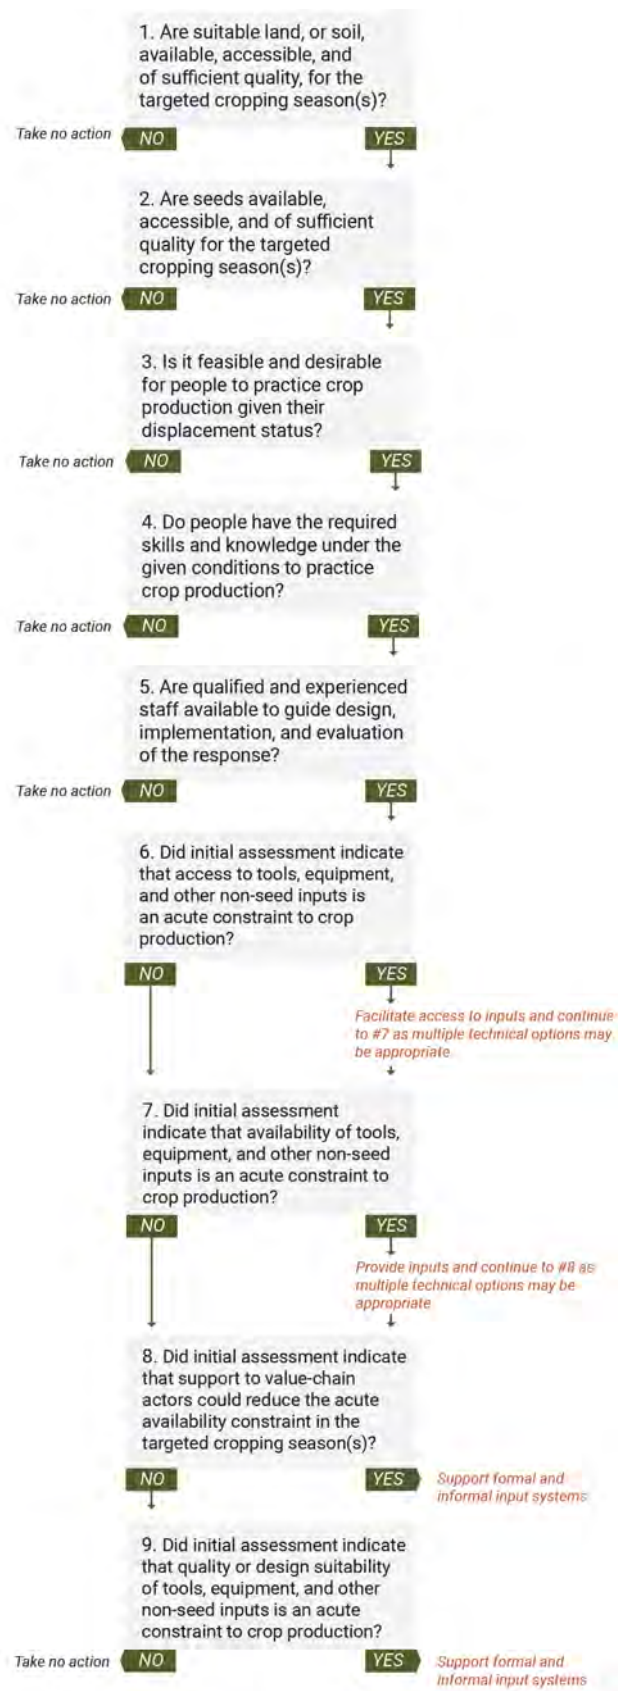 1. Are suitable land, or soil,
available, accessible, and
of sufficient quality, for the
targeted cropping season(s)?
Take no action
NO
YES
2. Are seeds available,
accessible, and of sufficient
quality for the targeted
cropping season(s)?
Take no action
NO
YES
3. Is it feasible and desirable
for people to practice crop
production given their
displacement status?
Take no action
NO
YES
4. Do people have the required
skills and knowledge under the
given conditions to practice
crop production?
Take no action
NO
YES
5. Are qualified and experienced
staff available to guide design,
implementation, and evaluation
of the response?
Take no action
NO
YES
6. Did initial assessment indicate
that access to tools, equipment,
and other non-seed inputs is
an acute constraint to crop
production?
NO
YES
Facilitate access to inputs and continue
to #7 as multiple technical options may
be appropriate
7. Did initial assessment
indicate that availability of tools,
equipment, and other non-seed
inputs is an acute constraint to
crop production?
NO
YES
Provide inputs and continue to #8 as
multiple technical options may be
appropriate
8. Did initial assessment indicate
that support to value-chain
actors could reduce the acute
availability constraint in the
targeted cropping season(s)?
NO
YES
Support formal and
informal input systems
9. Did initial assessment indicate
that quality or design suitability
of tools, equipment, and other
non-seed inputs is an acute
constraint to crop production?
Take no action
NO
YES
Support formal and
informal input systems